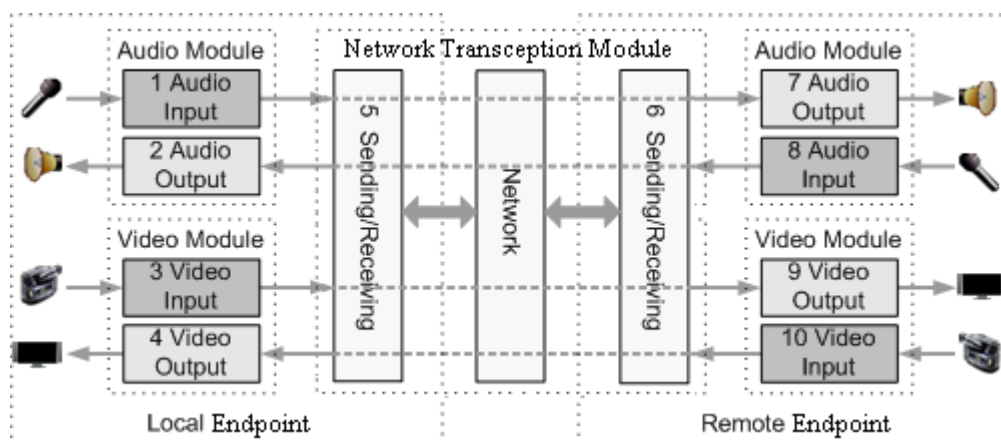 Audio Module
Network Transception Module
Audio Module
1 Audio
Input
7 Audio
Output
2 Audio
Output
8 Audio
Input
5 Sending/Receiving
Network
6 Sending/Receiving
Video Module
Video Module
3 Video
Input
9 Video
Output
4 Video
Output
10 Video
Input
Local Endpoint
Remote Endpoint